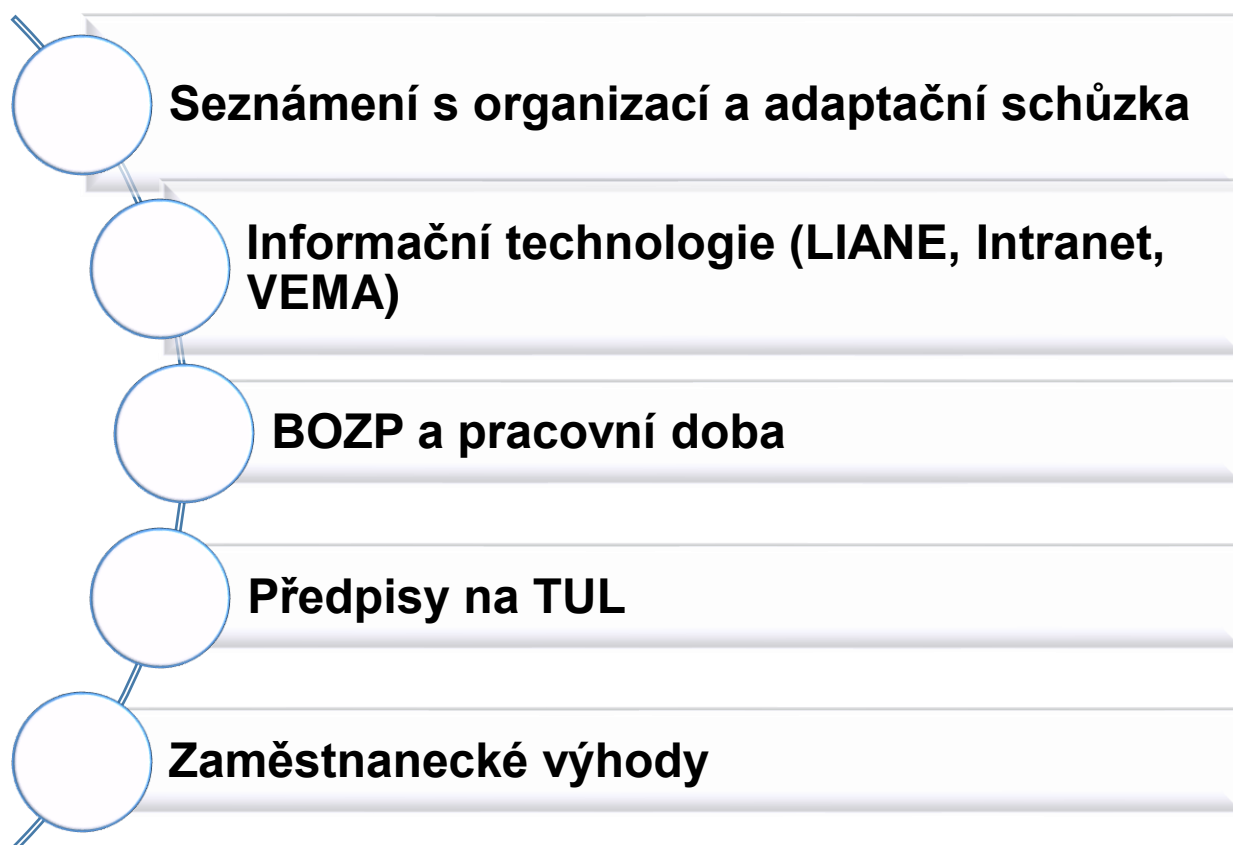 Seznámení s organizací a adaptační schůzka
Informační technologie (LIANE, Intranet,
VEMA)
BOZP a pracovní doba
Předpisy na TUL
Zaměstnanecké výhody